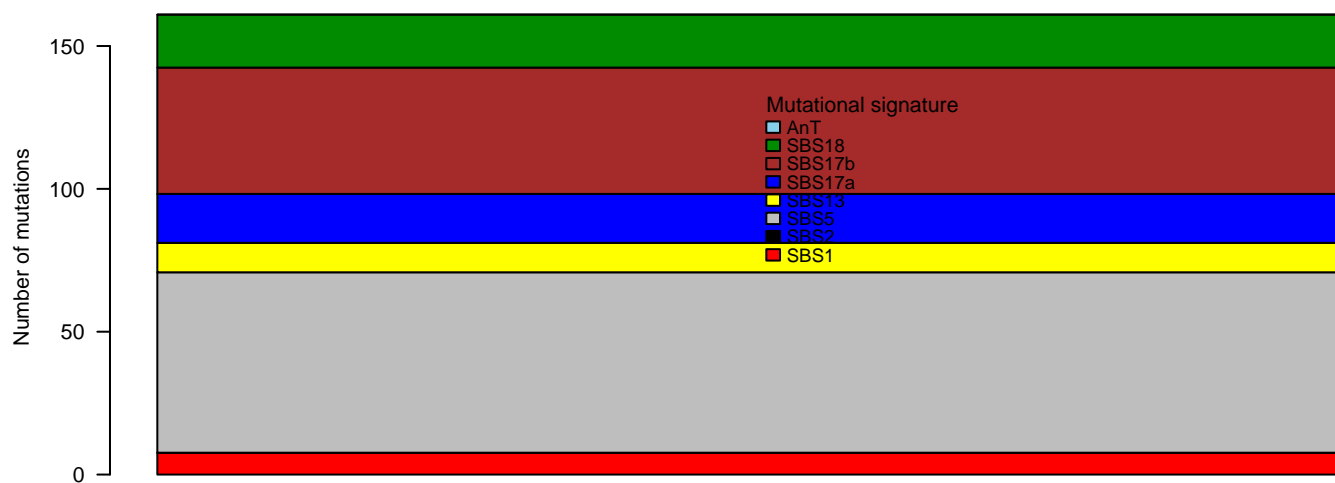 150
100
50
0
Number of mutations
Mutational signature
AnT
SBS18
SBS17b
SBS17a
SBS13
SBS5
SBS2
SBS1